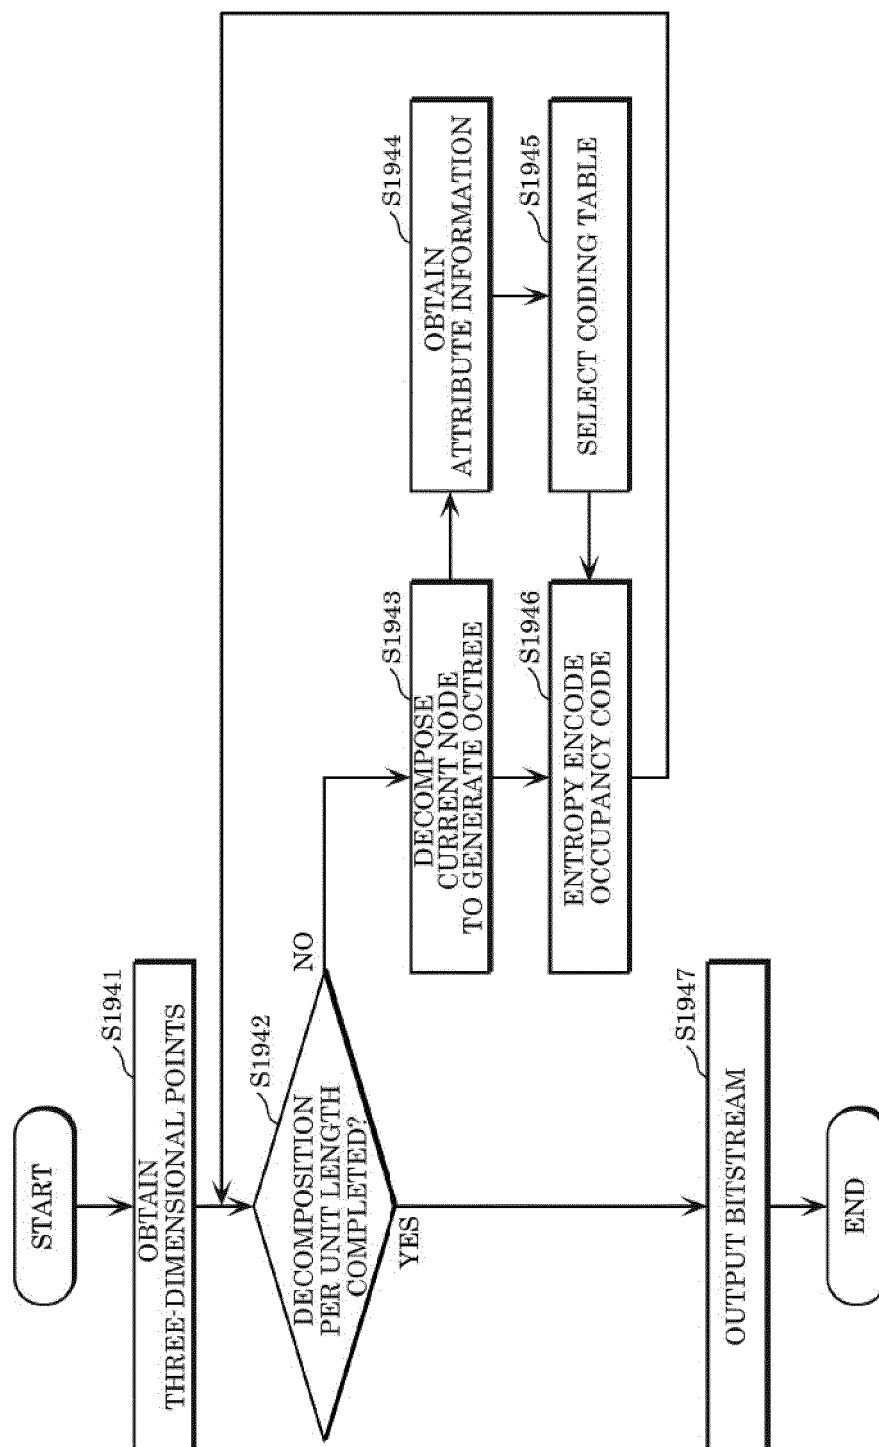 START
S1941
OBTAIN
THREE-DIMENSIONAL POINTS
S1942
DECOMPOSITION
PER UNIT LENGTH
COMPLETED?
NO
YES
S1943
DECOMPOSE
CURRENT NODE
TO GENERATE OCTREE
S1944
OBTAIN
ATTRIBUTE INFORMATION
S1945
SELECT CODING TABLE
S1946
ENTROPY ENCODE
OCCUPANCY CODE
S1947
OUTPUT BITSTREAM
END